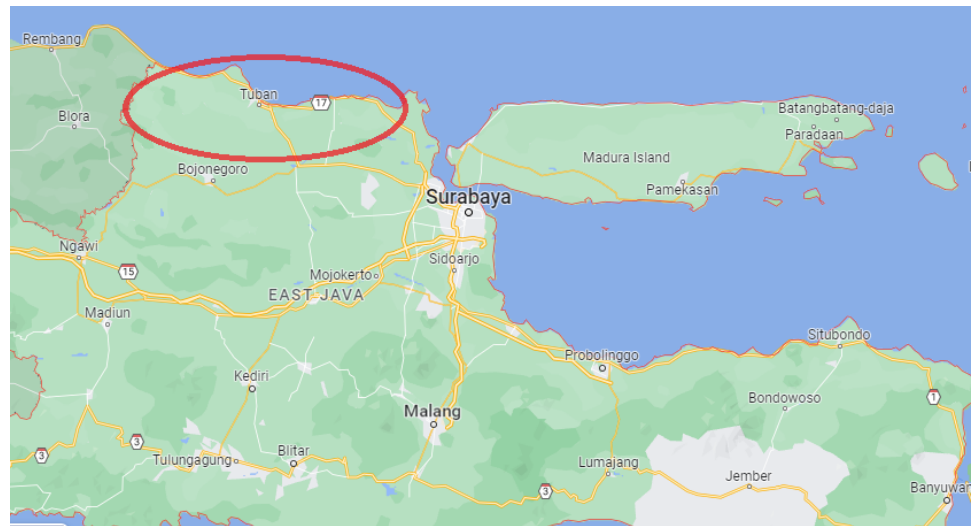 Rembang
Tuban
17
Blora
Batangbatang-daja
Paradaan
Madura Island
Bojonegoro
Pamekasan
Surabaya
Ngawi
Sidoarjo
15
Mojokerto
EAST JAVA
Madiun
Situbondo
Probolinggo
Kediri
Bondowoso
1
Malang
3
3
Blitar
Tulungagung
Lumajang
Jember
3
Banyuwan